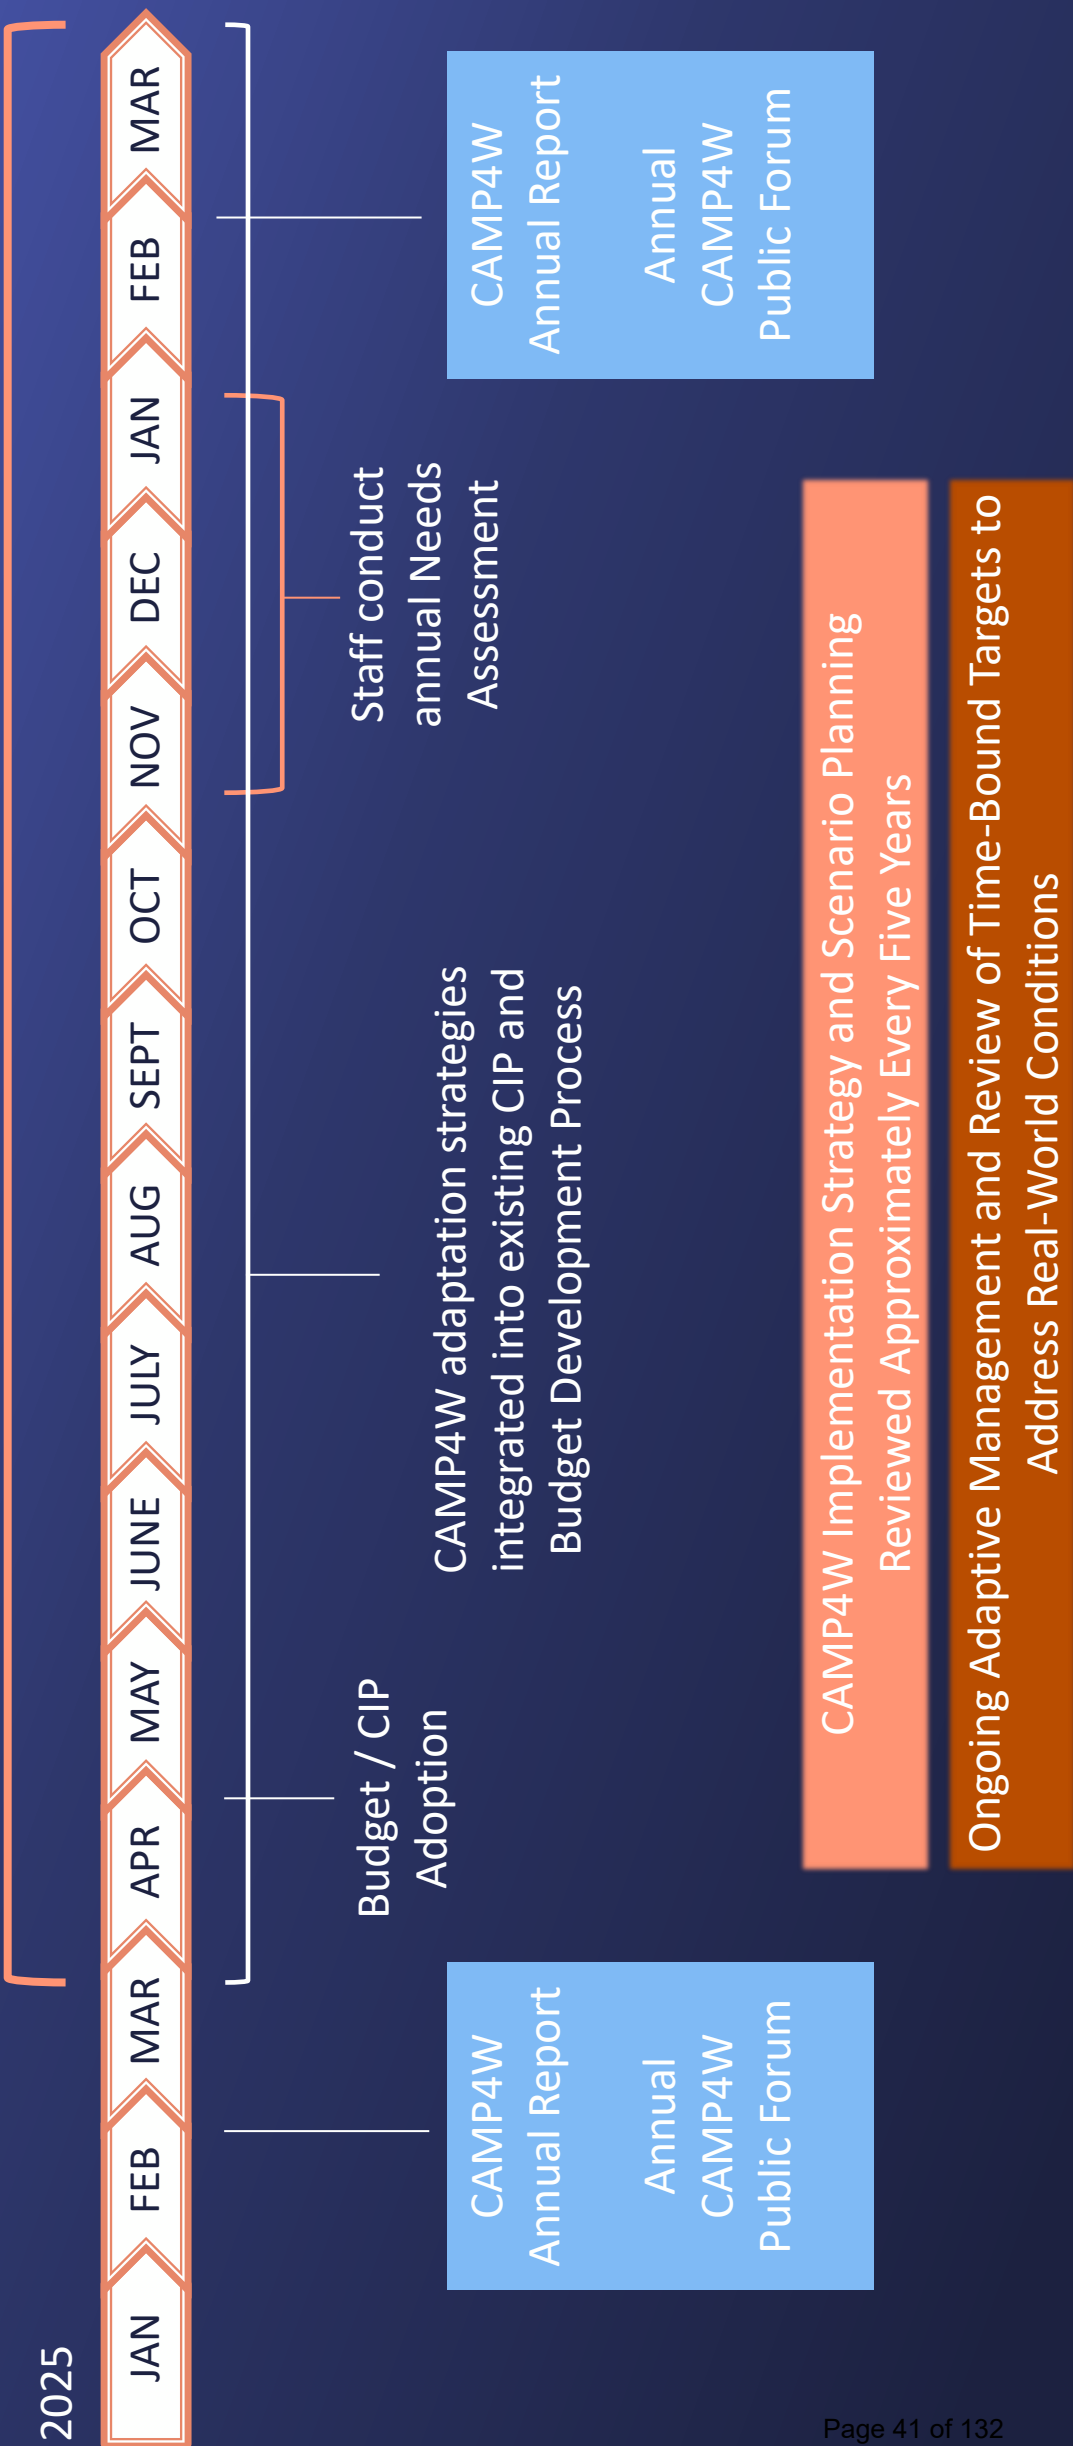 2025
JAN
FEB
MAR
APR
MAY
JUNE
JULY
AUG
SEPT
OCT
NOV
DEC
JAN
FEB
MAR
CAMP4W
Annual Report
Annual
CAMP4W
Public Forum
Budget / CIP
Adoption
CAMP4W adaptation strategies
integrated into existing CIP and
Budget Development Process
Staff conduct
annual Needs
Assessment
CAMP4W
Annual Report
Annual
CAMP4W
Public Forum
CAMP4W Implementation Strategy and Scenario Planning
Reviewed Approximately Every Five Years
Ongoing Adaptive Management and Review of Time-Bound Targets to
Address Real-World Conditions
Page 41 of 132